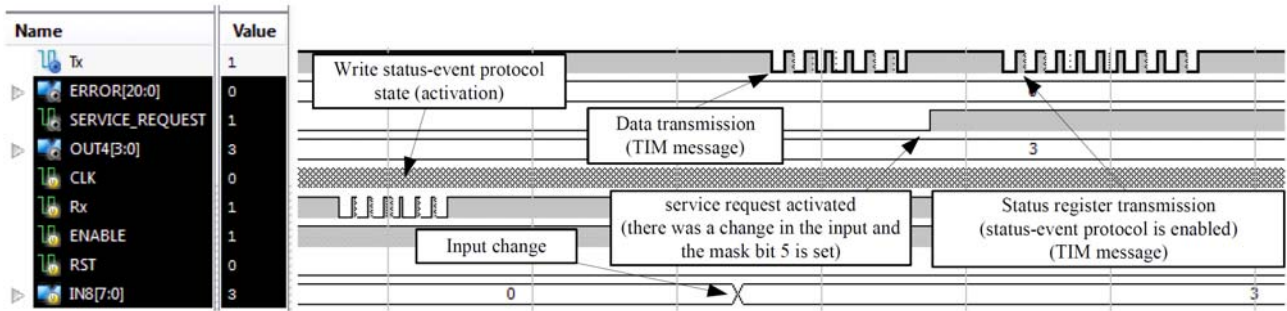 Name Value
Tx 1
Write status-event protocol
state (activation)
ERROR[20:0] 0
SERVICE_REQUEST 1
Data transmission
(TIM message)
OUT4[3:0] 3 3
CLK 0
Rx 1
service request activated
(there was a change in the input and
the mask bit 5 is set)
Status register transmission
(status-event protocol is enabled)
(TIM message)
ENABLE 1
Input change
RST 0
IN8[7:0] 3 0 3